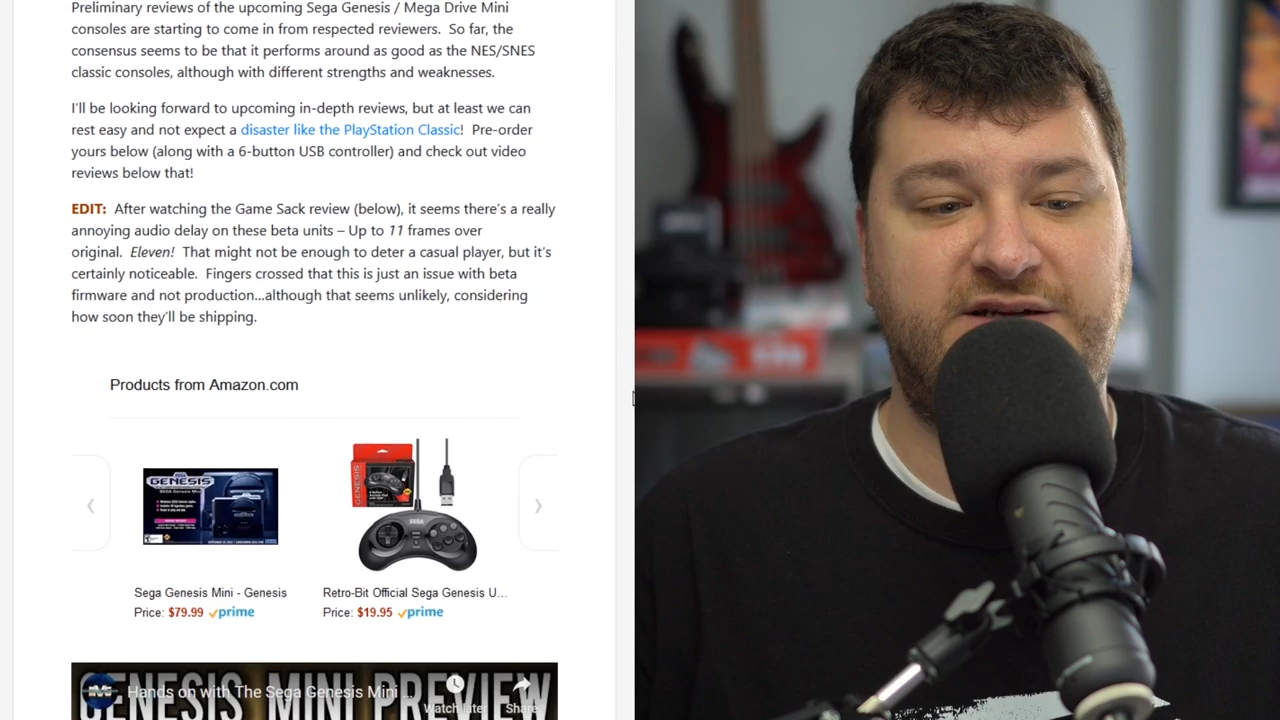 Preliminary reviews of the upcoming Sega Genesis / Mega Drive Mini
consoles are starting to come in from respected reviewers.  So far, the
consensus seems to be that it performs around as good as the NES/SNES
classic consoles, although with different strengths and weaknesses.
I'll be looking forward to upcoming in-depth reviews, but at least we can
rest easy and not expect a disaster like the PlayStation Classic!  Pre-order
yours below (along with a 6-button USB controller) and check out video
reviews below that!
EDIT:  After watching the Game Sack review (below), it seems there's a really
annoying audio delay on these beta units – Up to 11 frames over
original.  Eleven!  That might not be enough to deter a casual player, but it's
certainly noticeable.  Fingers crossed that this is just an issue with beta
firmware and not production...although that seems unlikely, considering
how soon they'll be shipping.
Products from Amazon.com
GENESIS
SEGA
Sega Genesis Mini - Genesis
Price: $79.99 prime
Retro-Bit Official Sega Genesis U...
Price: $19.95 prime
GENESIS MINI PREVIEW
Hands on with The Sega Genesis Mini ...
Watch later
Share